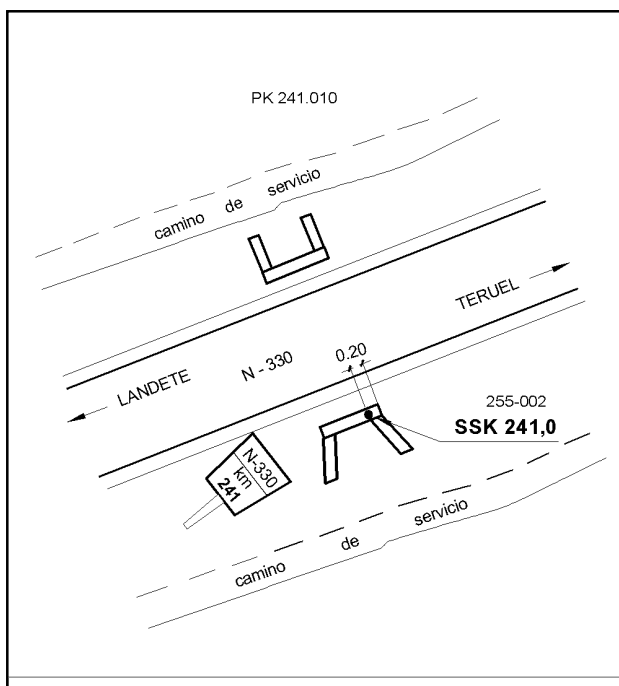 PK 241.010
camino de servicio
TERUEL
0.20
N - 330
LANDETE
255-002
SSK 241,0
N-330
km
241
camino de servicio